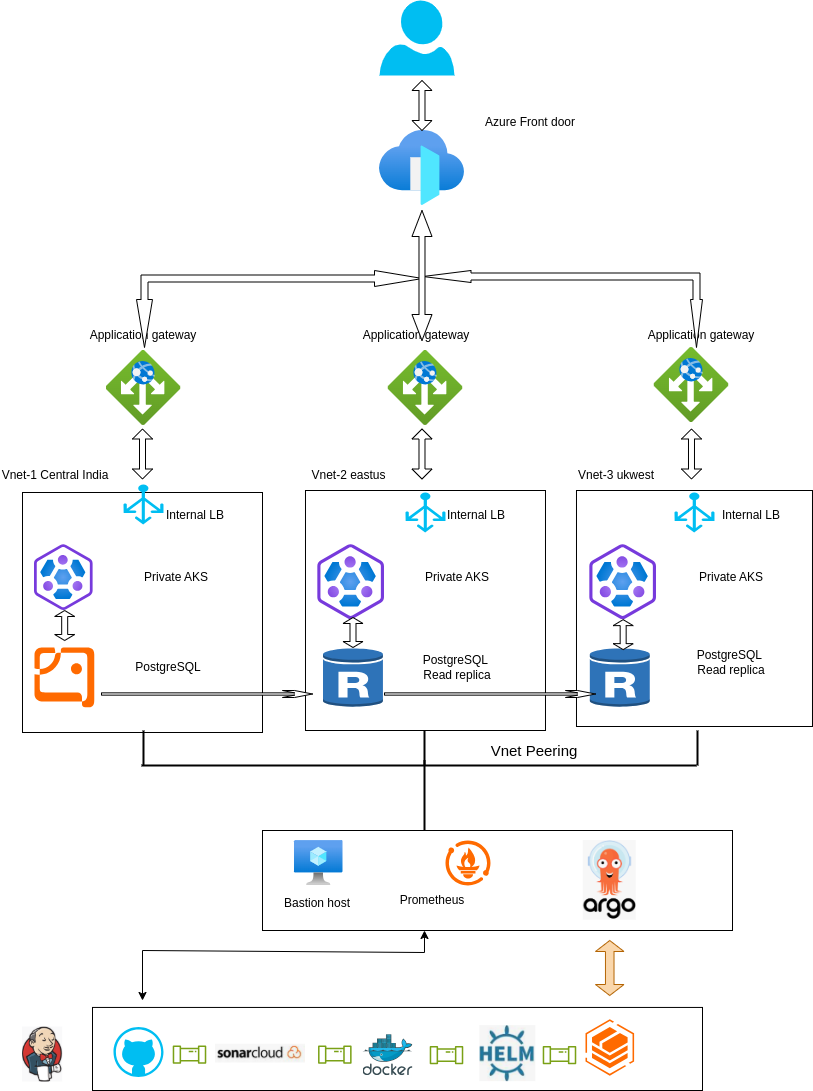 Azure Front door
Application gateway
Application gateway
Application gateway
Vnet-1 Central India
Vnet-2 eastus
Vnet-3 ukwest
Internal LB
Internal LB
Internal LB
Private AKS
Private AKS
Private AKS
PostgreSQL
PostgreSQL
Read replica
PostgreSQL
Read replica
R
R
Vnet Peering
Bastion host
Prometheus
argo
sonarcloud
docker
HELM